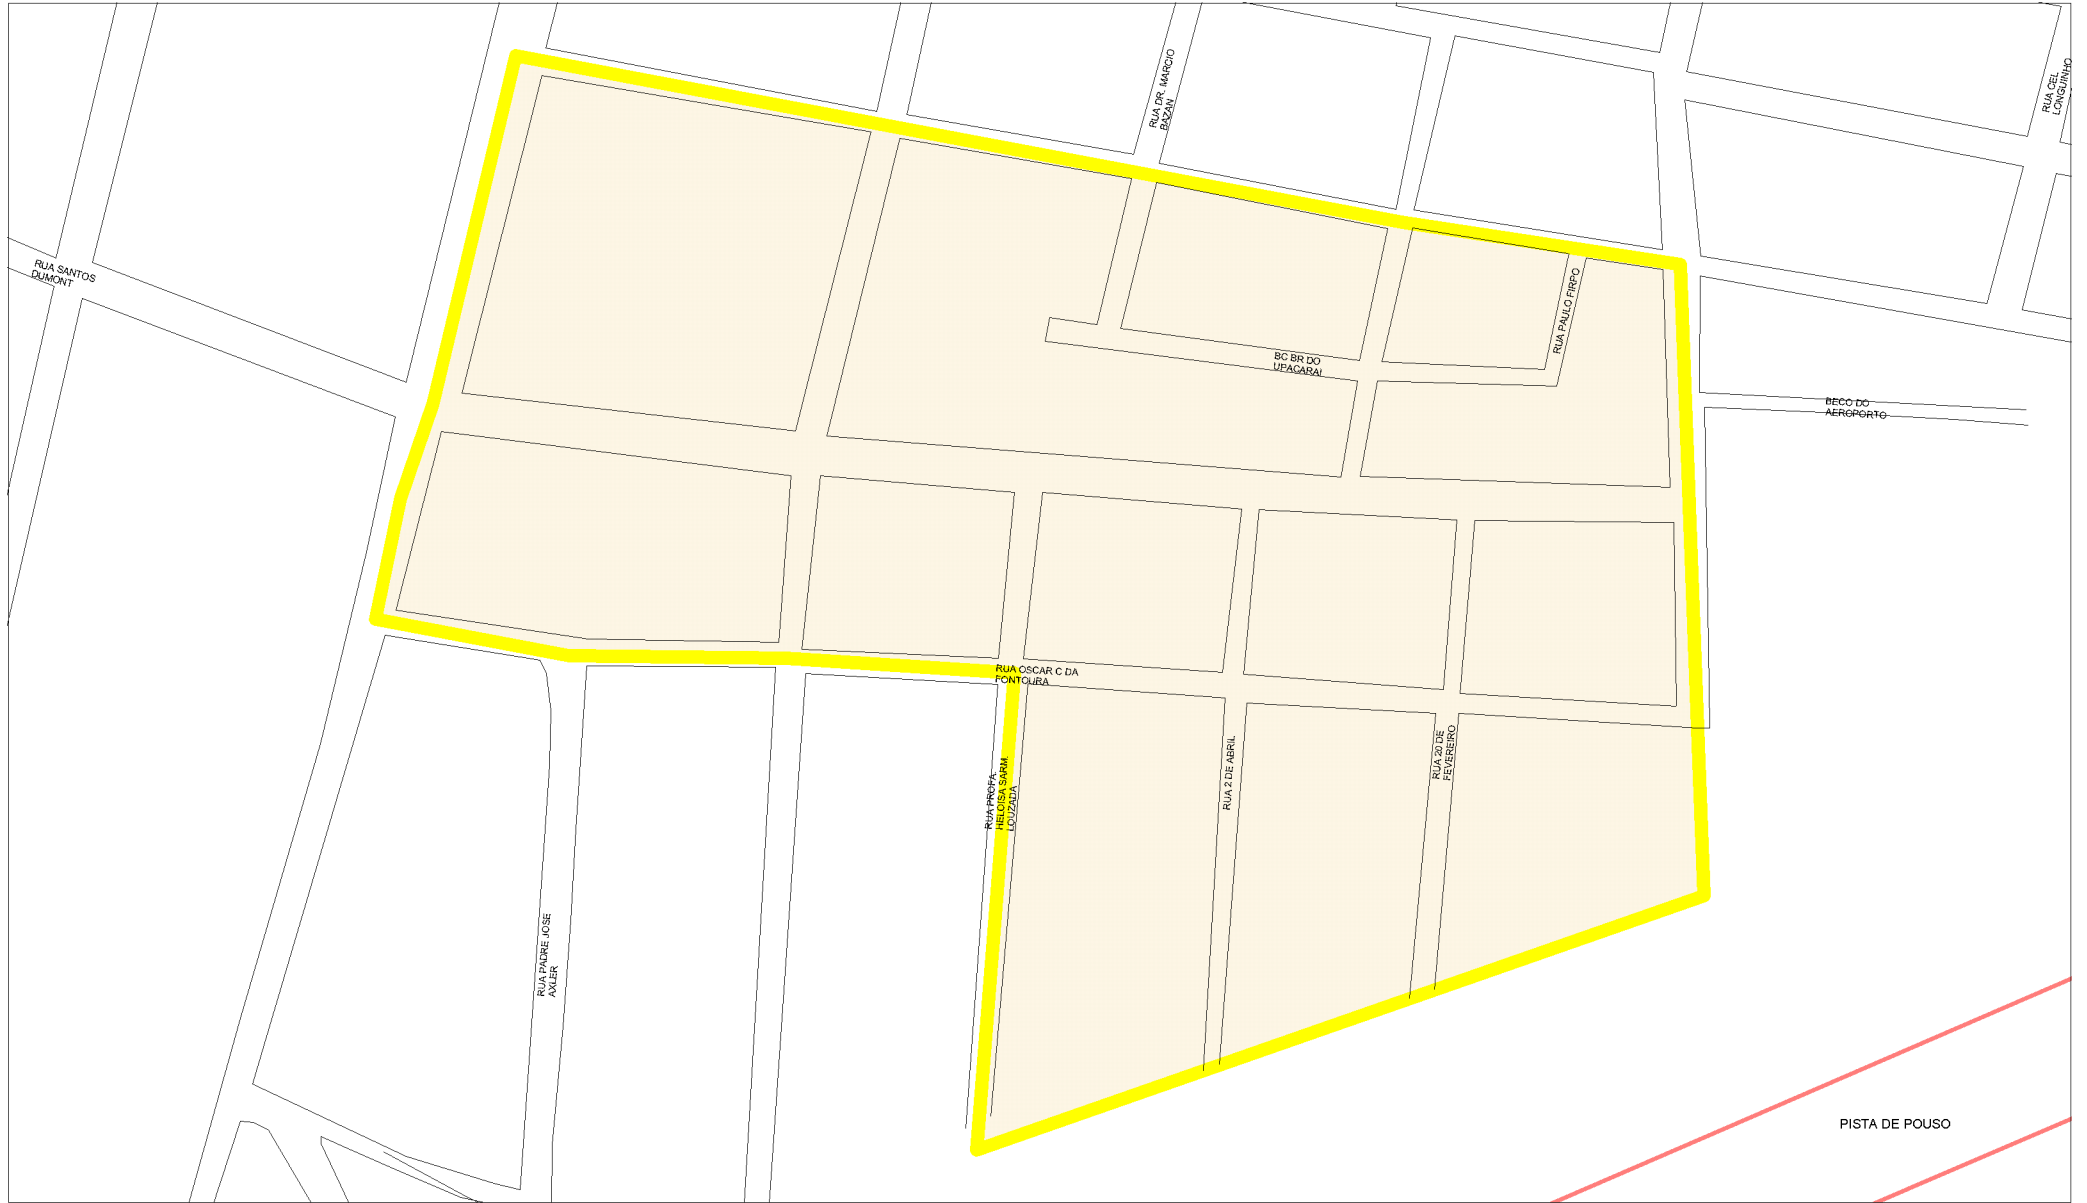 RUA DR. MARCIO
BAZAN
RUA CEL
LONGUINHO
RUA SANTOS
DUMONT
RUA PAULO FIRPO
BC BR DO
UPACARAI
BECO DO
AEROPORTO
RUA OSCAR C DA
FONTOURA
RUA PROFA.
HELOISA SARM.
LOUZADA
RUA 2 DE ABRIL
RUA 20 DE
FEVEREIRO
RUA PADRE JOSE
AXLER
PISTA DE POUSO